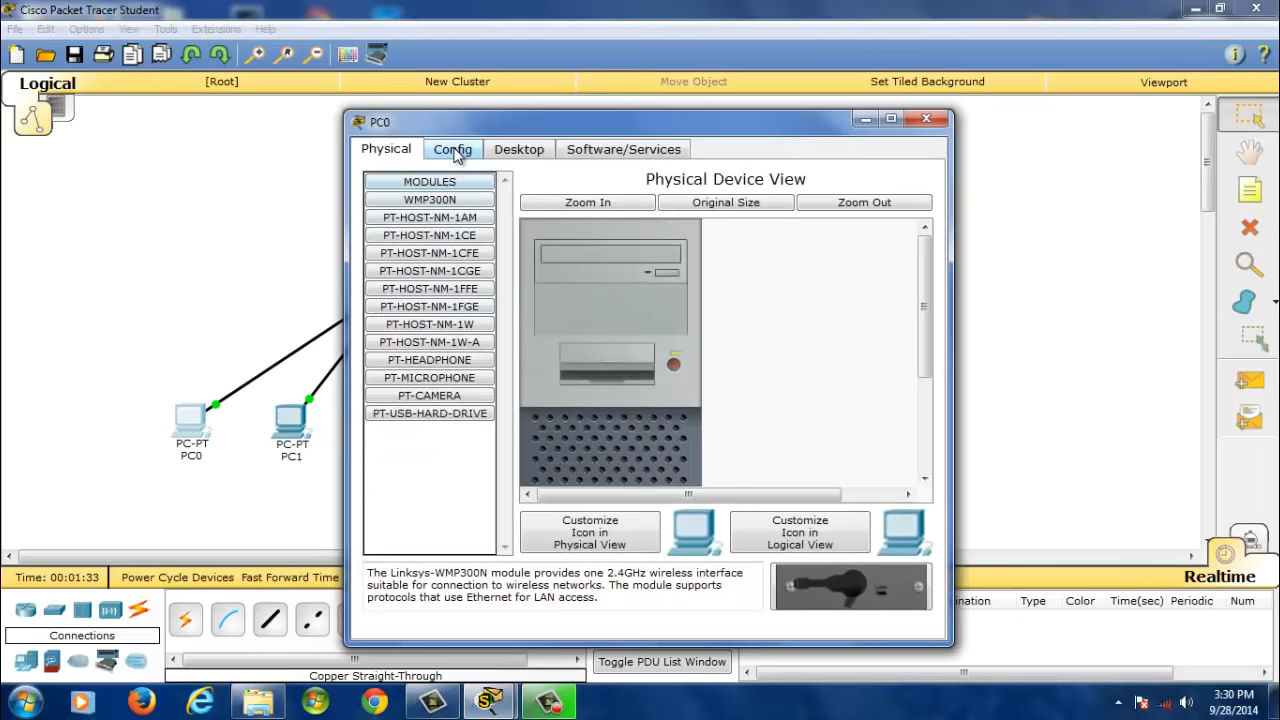 Cisco Packet Tracer Student
File Edit Options View Tools Extensions Help
Logical [Root] New Cluster Move Object Set Tiled Background Viewport
PC0
Physical Config Desktop Software/Services
MODULES
WMP300N
PT-HOST-NM-1AM
PT-HOST-NM-1CE
PT-HOST-NM-1CFE
PT-HOST-NM-1CGE
PT-HOST-NM-1FFE
PT-HOST-NM-1FGE
PT-HOST-NM-1W
PT-HOST-NM-1W-A
PT-HEADPHONE
PT-MICROPHONE
PT-CAMERA
PT-USB-HARD-DRIVE
Physical Device View
Zoom In Original Size Zoom Out
Customize
Icon in
Physical View
Customize
Icon in
Logical View
The Linksys-WMP300N module provides one 2.4GHz wireless interface
suitable for connection to wireless networks. The module supports
protocols that use Ethernet for LAN access.
PC-PT
PC0
PC-PT
PC1
Time: 00:01:33 Power Cycle Devices Fast Forward Time
Realtime
Connections
Copper Straight-Through
Toggle PDU List Window
ination Type Color Time(sec) Periodic Num
3:30 PM
9/28/2014